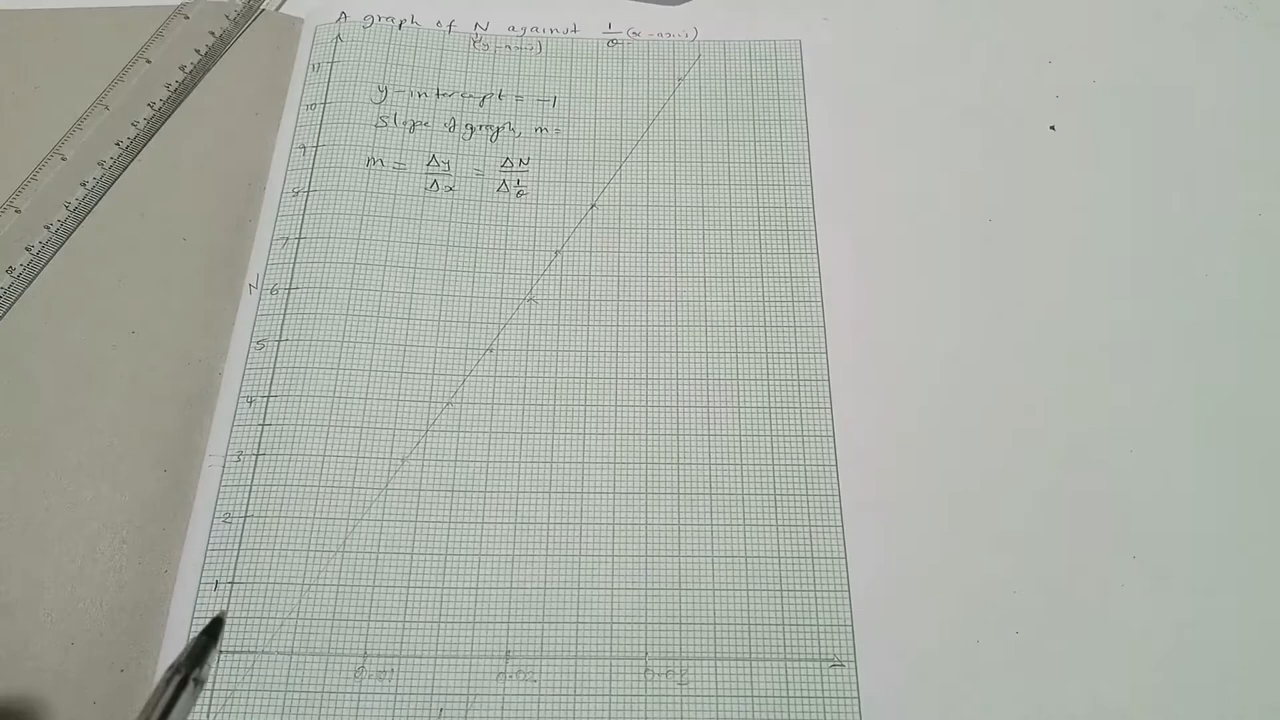 A graph of N against 1/θ (x-axis)
(y-axis)
y-intercept = -1
Slope of graph, m =
m = Δy/Δx = ΔN/Δ1/θ
11
10
9
8
7
N 6
5
4
3
2
1
0.01 0.02 0.03